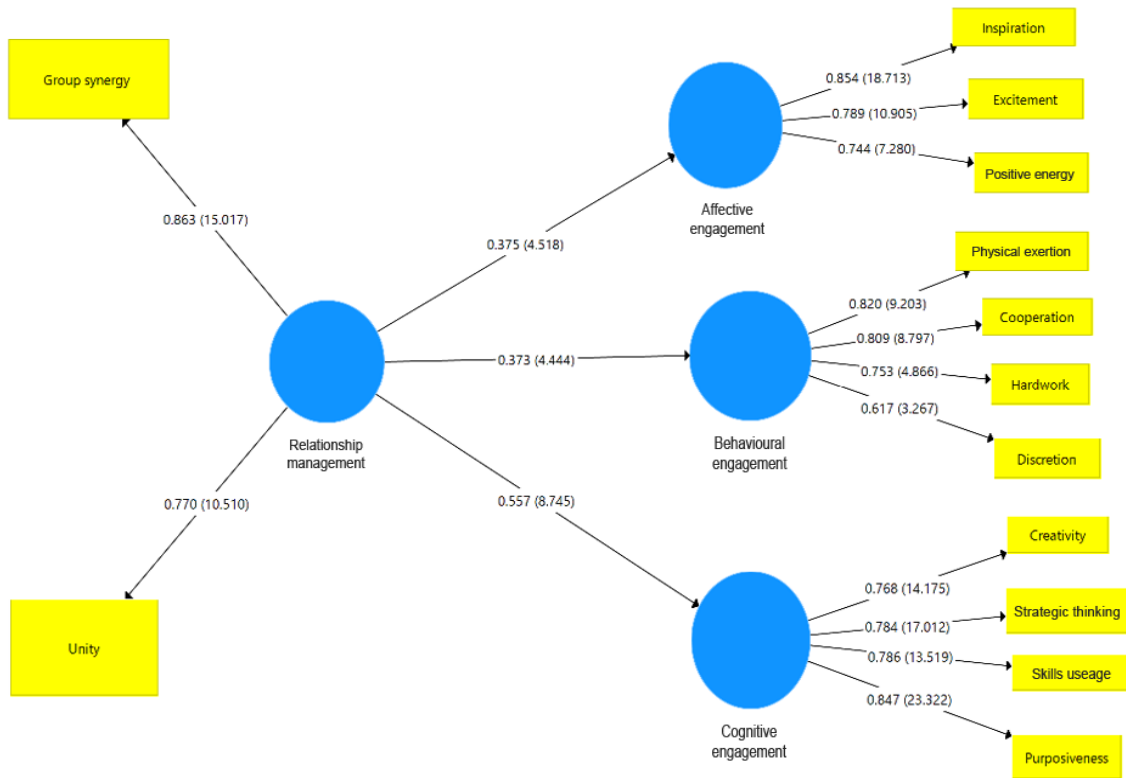 Inspiration
Group synergy
0.854 (18.713)
Excitement
0.789 (10.905)
0.744 (7.280)
Positive energy
Affective
engagement
0.863 (15.017)
0.375 (4.518)
Physical exertion
0.820 (9.203)
Cooperation
0.809 (8.797)
0.373 (4.444)
0.753 (4.866)
Hardwork
0.617 (3.267)
Relationship
management
Behavioural
engagement
Discretion
0.770 (10.510)
0.557 (8.745)
Creativity
0.768 (14.175)
Strategic thinking
0.784 (17.012)
Unity
0.786 (13.519)
Skills useage
0.847 (23.322)
Cognitive
engagement
Purposiveness